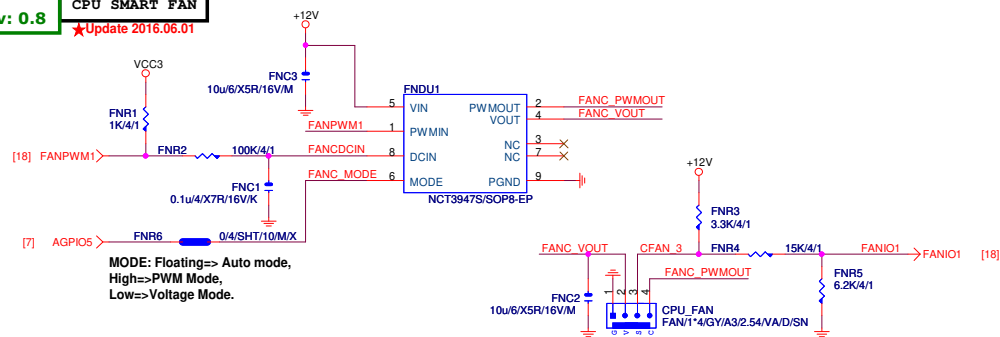 v: 0.8
CPU SMART FAN
★Update 2016.06.01
+12V
VCC3
FNC3
10u/6/X5R/16V/M
FNDU1
FNR1
1K/4/1
5 VIN
PWMOUT 2 FANC_PWMOUT
VOUT 4 FANC_VOUT
FANPWM1 1 PWMIN
NC 3
[18] FANPWM1 FNR2 100K/4/1 FANCDCIN 8 DCIN
NC 7
FANC_MODE 6 MODE
PGND 9
FNC1
0.1u/4/X7R/16V/K
NCT3947S/SOP8-EP
+12V
FNR3
3.3K/4/1
[7] AGPIO5 FNR6 0/4/SHT/10/M/X
FANC_VOUT CFAN_3 FNR4 15K/4/1 FANIO1 FANIO1 [18]
MODE: Floating=> Auto mode,
High=>PWM Mode,
Low=>Voltage Mode.
FANC_PWMOUT
FNR5
6.2K/4/1
FNC2
10u/6/X5R/16V/M
1 2 3 4
CPU_FAN
FAN/1*4/GY/A3/2.54/VA/D/SN
G V S C